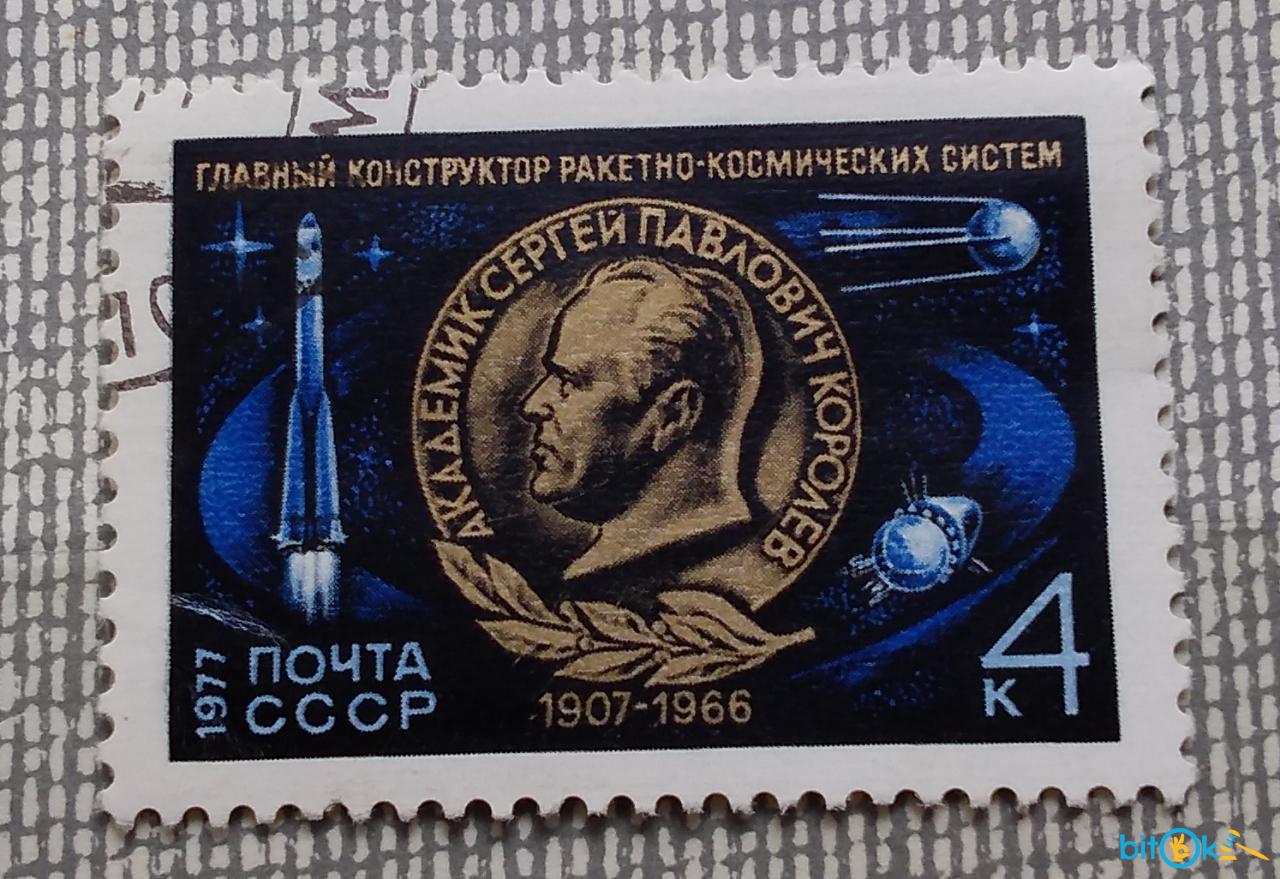 ГЛАВНЫЙ КОНСТРУКТОР РАКЕТНО-КОСМИЧЕСКИХ СИСТЕМ
АКАДЕМИК СЕРГЕЙ ПАВЛОВИЧ КОРОЛЕВ
1977
ПОЧТА
СССР
1907-1966
4
к
bitok